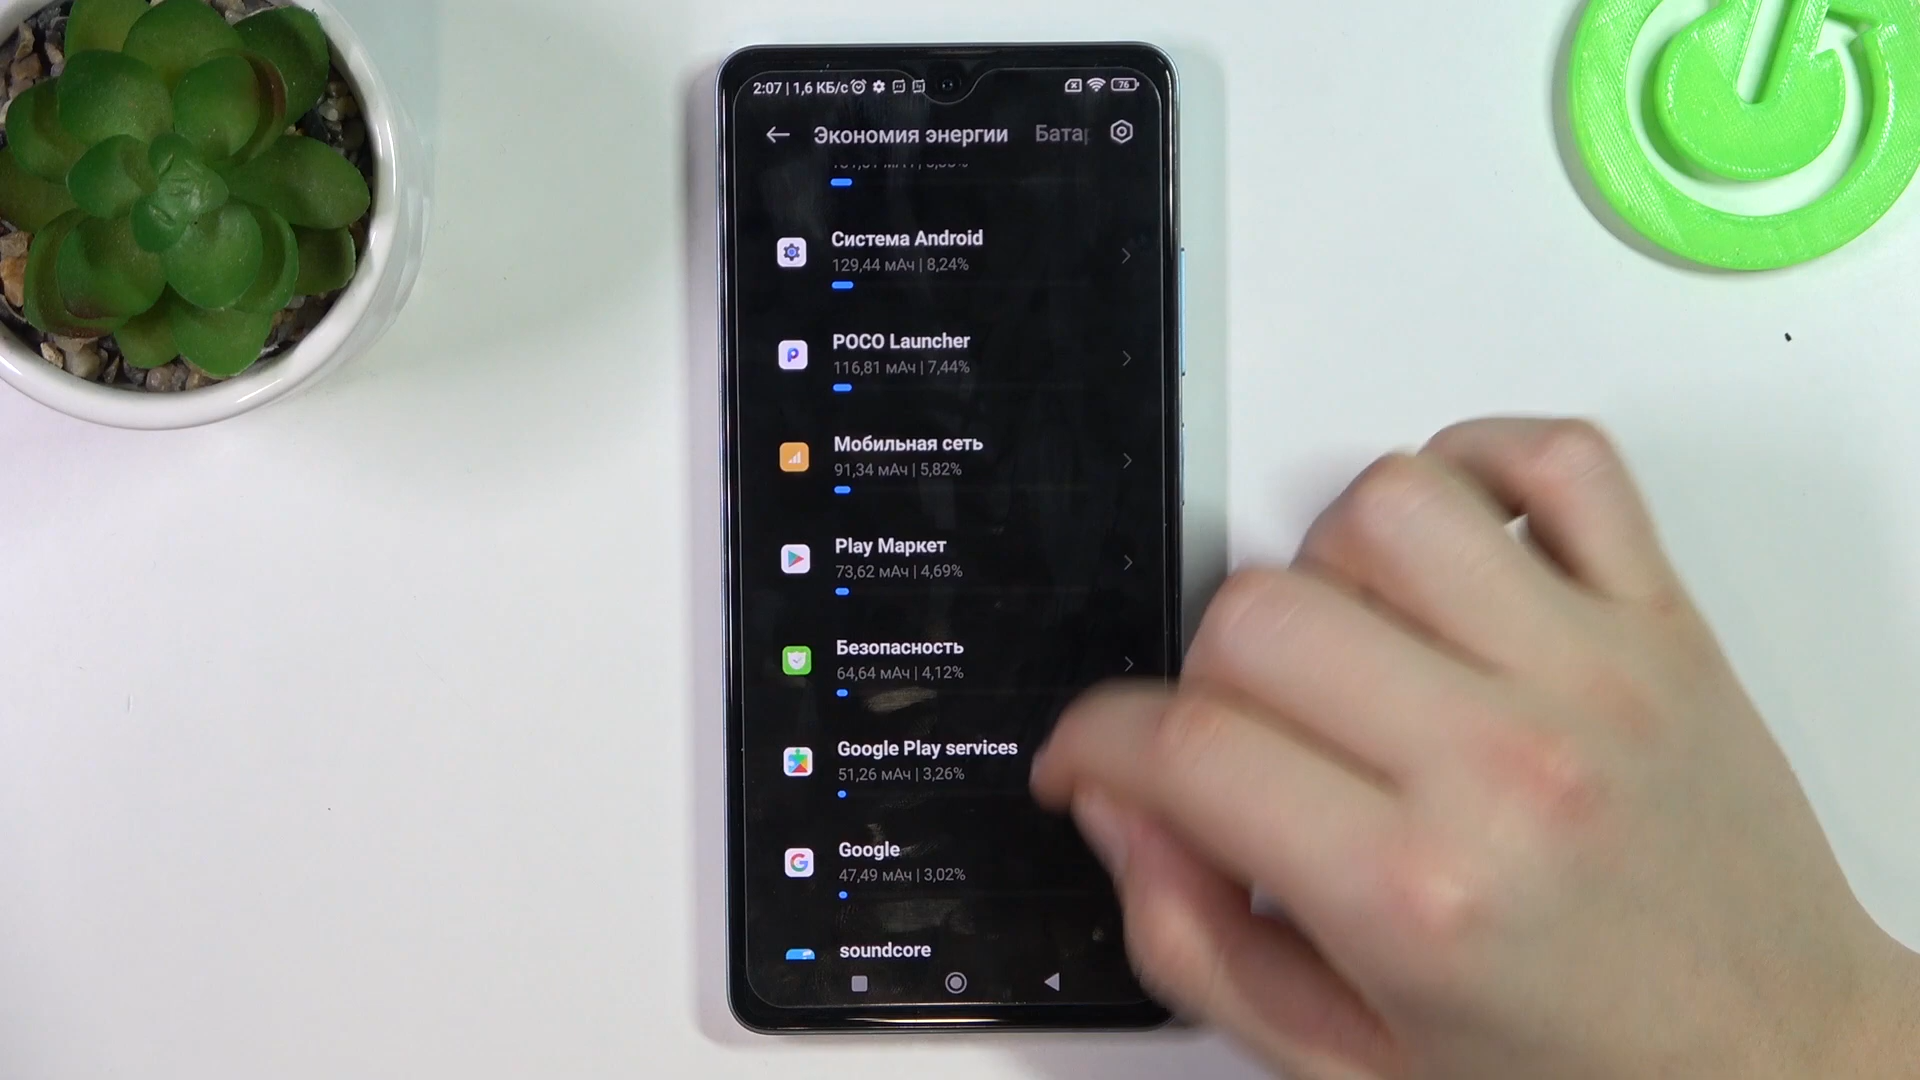 2:07 | 1,6 КБ/с 76
Экономия энергии Бата
Система Android
129,44 мАч | 8,24%
POCO Launcher
116,81 мАч | 7,44%
Мобильная сеть
91,34 мАч | 5,82%
Play Маркет
73,62 мАч | 4,69%
Безопасность
64,64 мАч | 4,12%
Google Play services
51,26 мАч | 3,26%
Google
47,49 мАч | 3,02%
soundcore